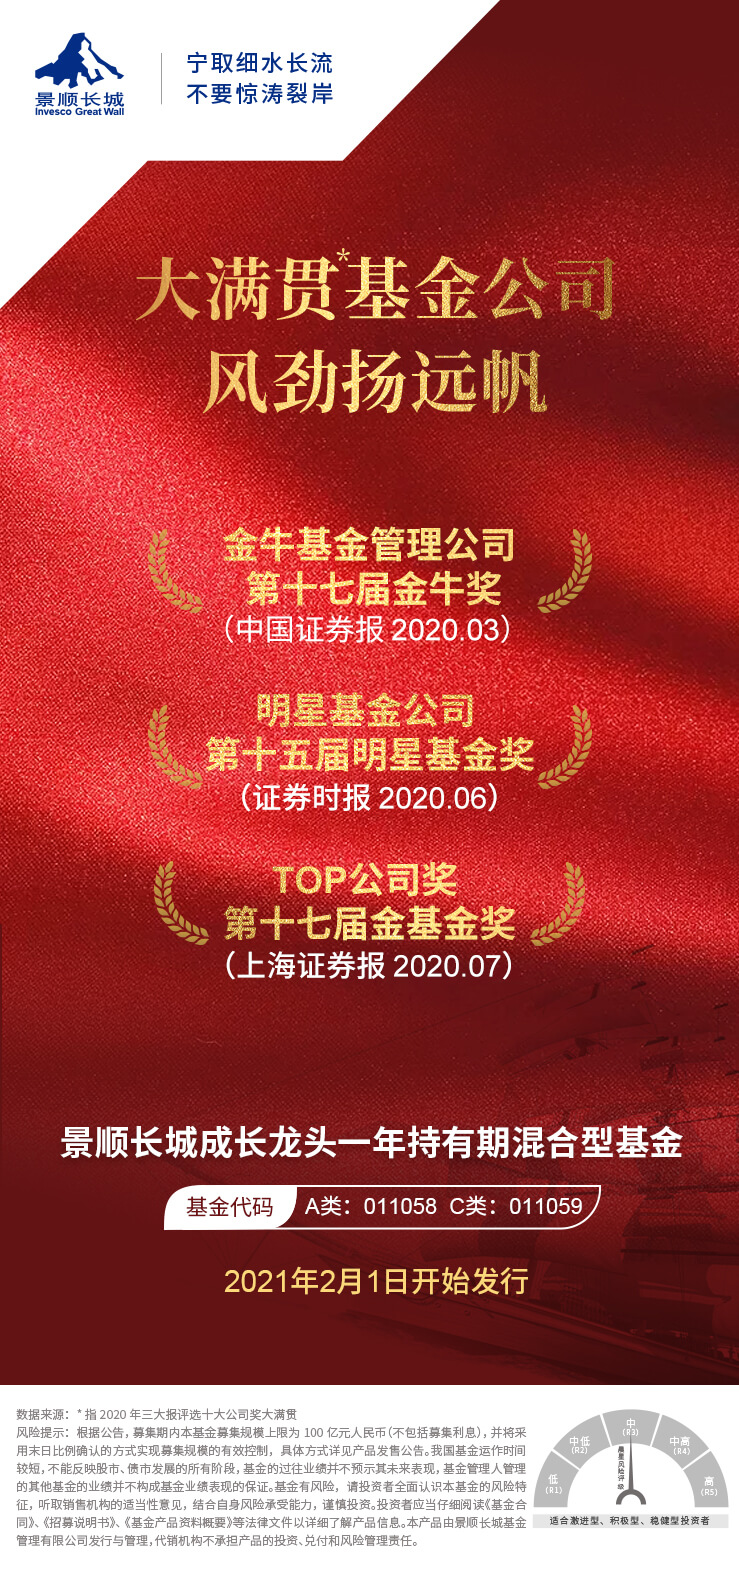 景顺长城
Invesco Great Wall
宁取细水长流
不要惊涛裂岸
大满贯*基金公司
风劲扬远帆
金牛基金管理公司
第十七届金牛奖
（中国证券报 2020.03）
明星基金公司
第十五届明星基金奖
（证券时报 2020.06）
TOP公司奖
第十七届金基金奖
（上海证券报 2020.07）
景顺长城成长龙头一年持有期混合型基金
基金代码 A类：011058 C类：011059
2021年2月1日开始发行
数据来源：* 指 2020 年三大报评选十大公司奖大满贯
风险提示：根据公告，募集期内本基金募集规模上限为 100 亿元人民币（不包括募集利息），并将采
用末日比例确认的方式实现募集规模的有效控制，具体方式详见产品发售公告。我国基金运作时间
较短，不能反映股市、债市发展的所有阶段，基金的过往业绩并不预示其未来表现，基金管理人管理
的其他基金的业绩并不构成基金业绩表现的保证。基金有风险，请投资者全面认识本基金的风险特
征，听取销售机构的适当性意见，结合自身风险承受能力，谨慎投资。投资者应当仔细阅读《基金合
同》、《招募说明书》、《基金产品资料概要》等法律文件以详细了解产品信息。本产品由景顺长城基金
管理有限公司发行与管理，代销机构不承担产品的投资、兑付和风险管理责任。
低
(R1)
中低
(R2)
中
(R3)
中高
(R4)
高
(R5)
晨星风险评级
适合激进型、积极型、稳健型投资者